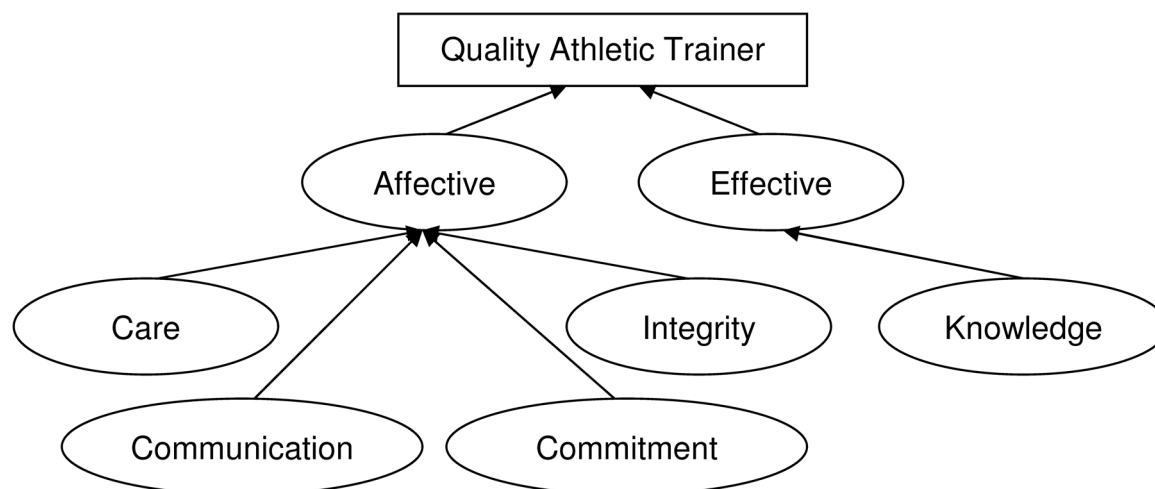 Quality Athletic Trainer
Affective
Effective
Care
Integrity
Knowledge
Communication
Commitment